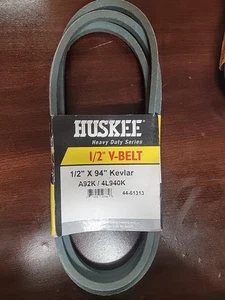 HUSKEE
Heavy Duty Series
1/2" V-BELT
1/2" X 94" Kevlar
A92K / 4L940K
44-61313